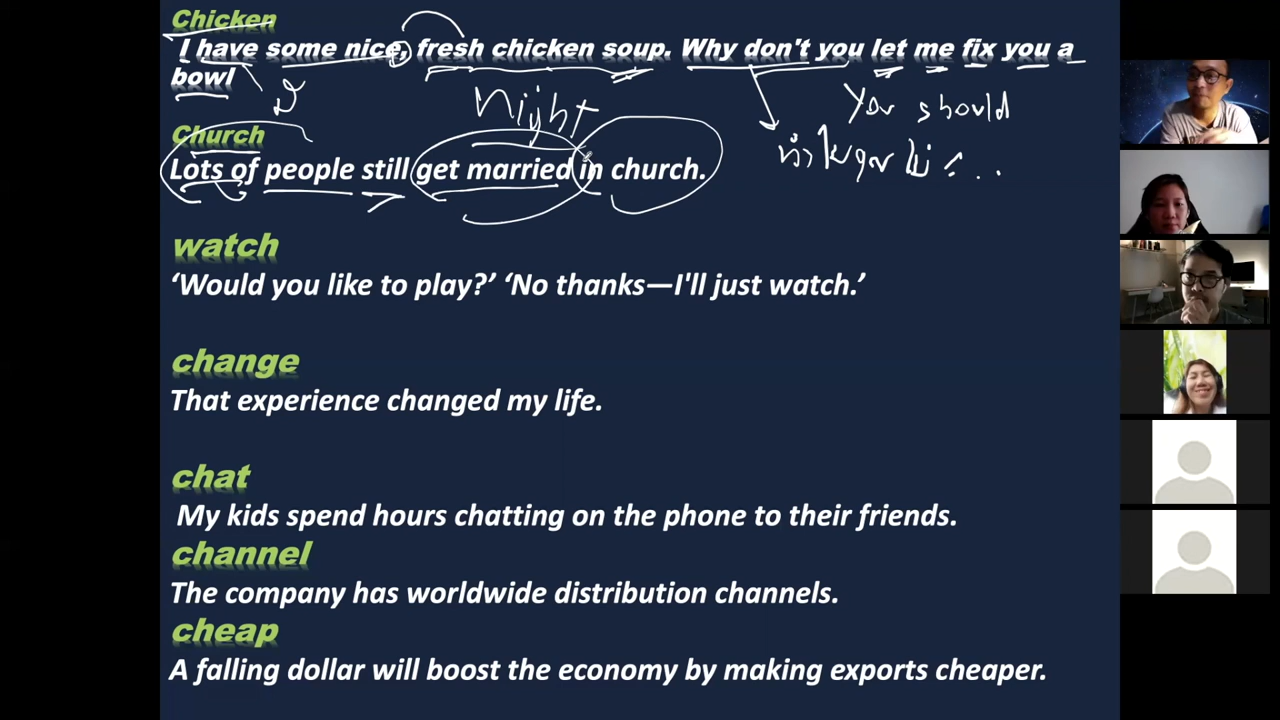 Chicken
I have some nice, fresh chicken soup. Why don't you let me fix you a
bowl
night
You should
Church
Lots of people still get married in church.
watch
‘Would you like to play?’ ‘No thanks—I'll just watch.’
change
That experience changed my life.
chat
My kids spend hours chatting on the phone to their friends.
channel
The company has worldwide distribution channels.
cheap
A falling dollar will boost the economy by making exports cheaper.